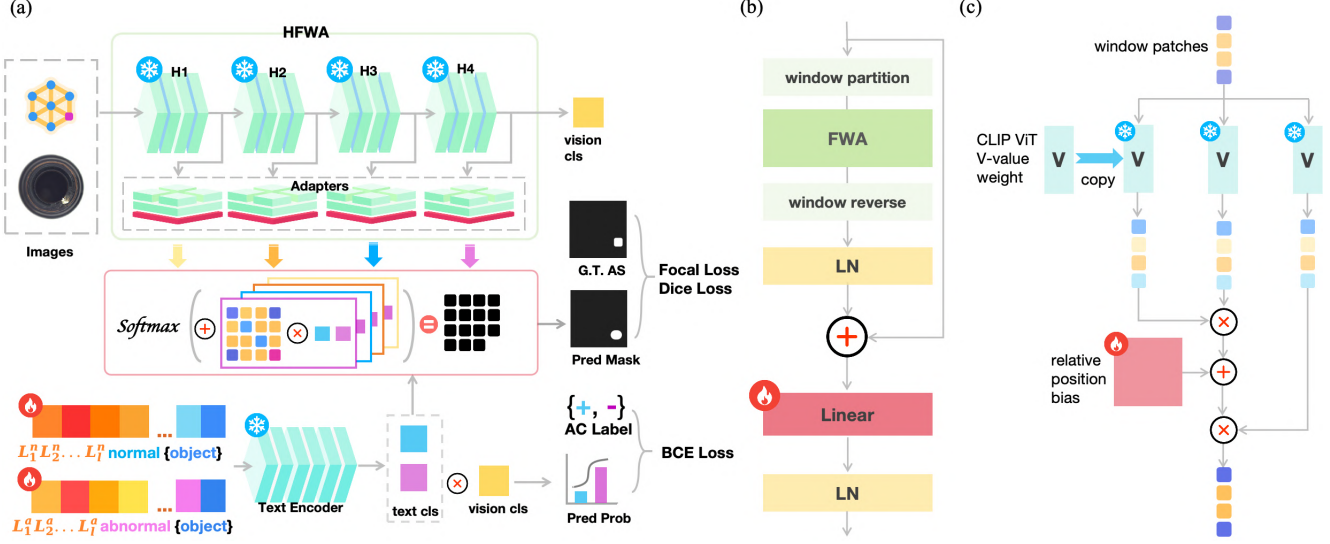 (a)
HFWA
H1
H2
H3
H4
Images
Adapters
vision
cls
G.T. AS
Focal Loss
Dice Loss
Softmax
Pred Mask
{+, -}
AC Label
BCE Loss
L₁ⁿ L₂ⁿ ... Lₗⁿ normal {object}
...
L₁ᵃ L₂ᵃ ... Lₗᵃ abnormal {object}
...
Text Encoder
text cls
vision cls
Pred Prob
(b)
window partition
FWA
window reverse
LN
+
Linear
LN
(c)
window patches
CLIP ViT
V-value
weight
V
copy
V
V
V
relative
position
bias